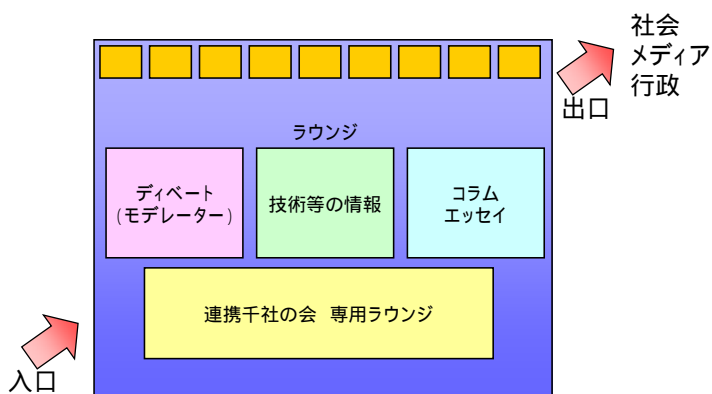 社会
メディア
行政
出口
ラウンジ
ディベート
(モデレーター)
技術等の情報
コラム
エッセイ
連携千社の会 専用ラウンジ
入口